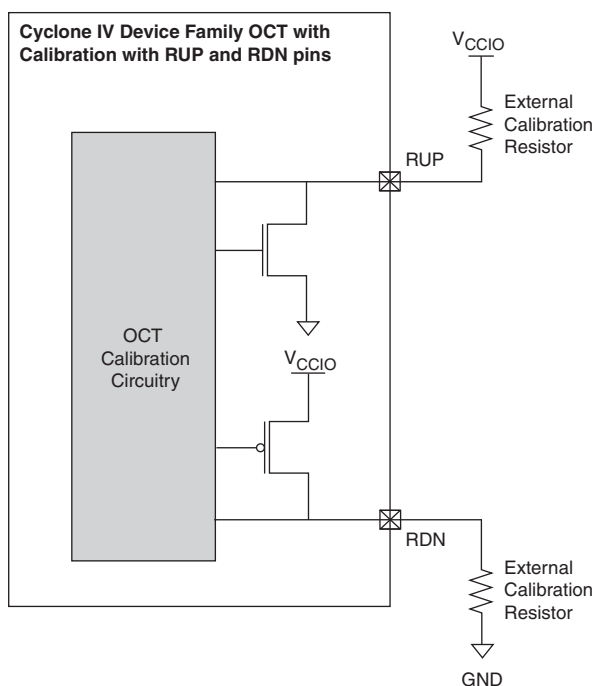 Cyclone IV Device Family OCT with
Calibration with RUP and RDN pins
VCCIO
External
Calibration
Resistor
RUP
OCT
Calibration
Circuitry
VCCIO
RDN
External
Calibration
Resistor
GND